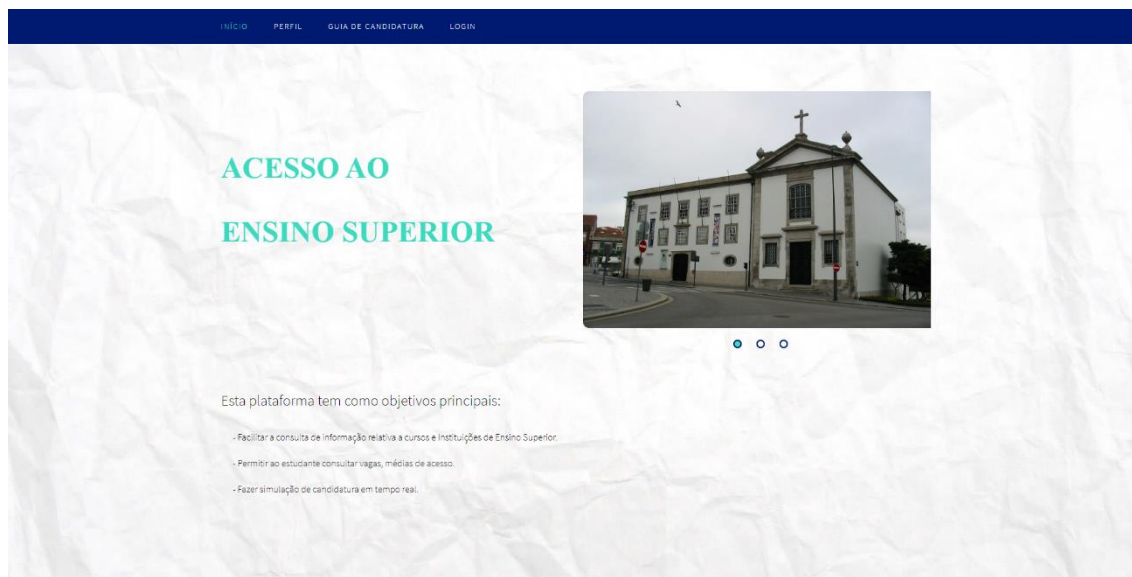 INÍCIO PERFIL GUIA DE CANDIDATURA LOGIN
ACESSO AO
ENSINO SUPERIOR
Esta plataforma tem como objetivos principais:
- Facilitar a consulta de informação relativa a cursos e Instituições de Ensino Superior.
- Permitir ao estudante consultar vagas, médias de acesso.
- Fazer simulação de candidatura em tempo real.